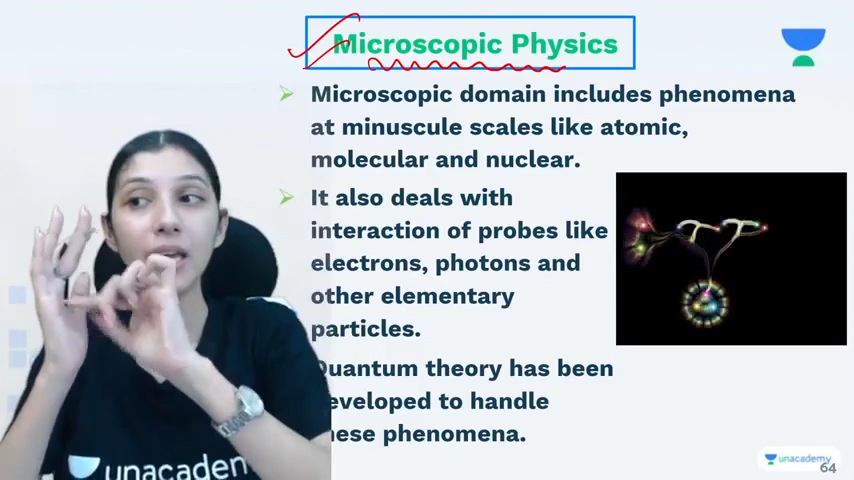 Microscopic Physics
Microscopic domain includes phenomena
at minuscule scales like atomic,
molecular and nuclear.
It also deals with
interaction of probes like
electrons, photons and
other elementary
particles.
Quantum theory has been
developed to handle
these phenomena.
unacademy
unacademy
64